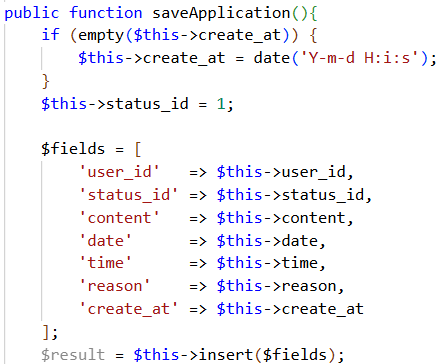 public function saveApplication(){
    if (empty($this->create_at)) {
        $this->create_at = date('Y-m-d H:i:s');
    }
    $this->status_id = 1;

    $fields = [
        'user_id'   => $this->user_id,
        'status_id' => $this->status_id,
        'content'   => $this->content,
        'date'      => $this->date,
        'time'      => $this->time,
        'reason'    => $this->reason,
        'create_at' => $this->create_at
    ];
    $result = $this->insert($fields);